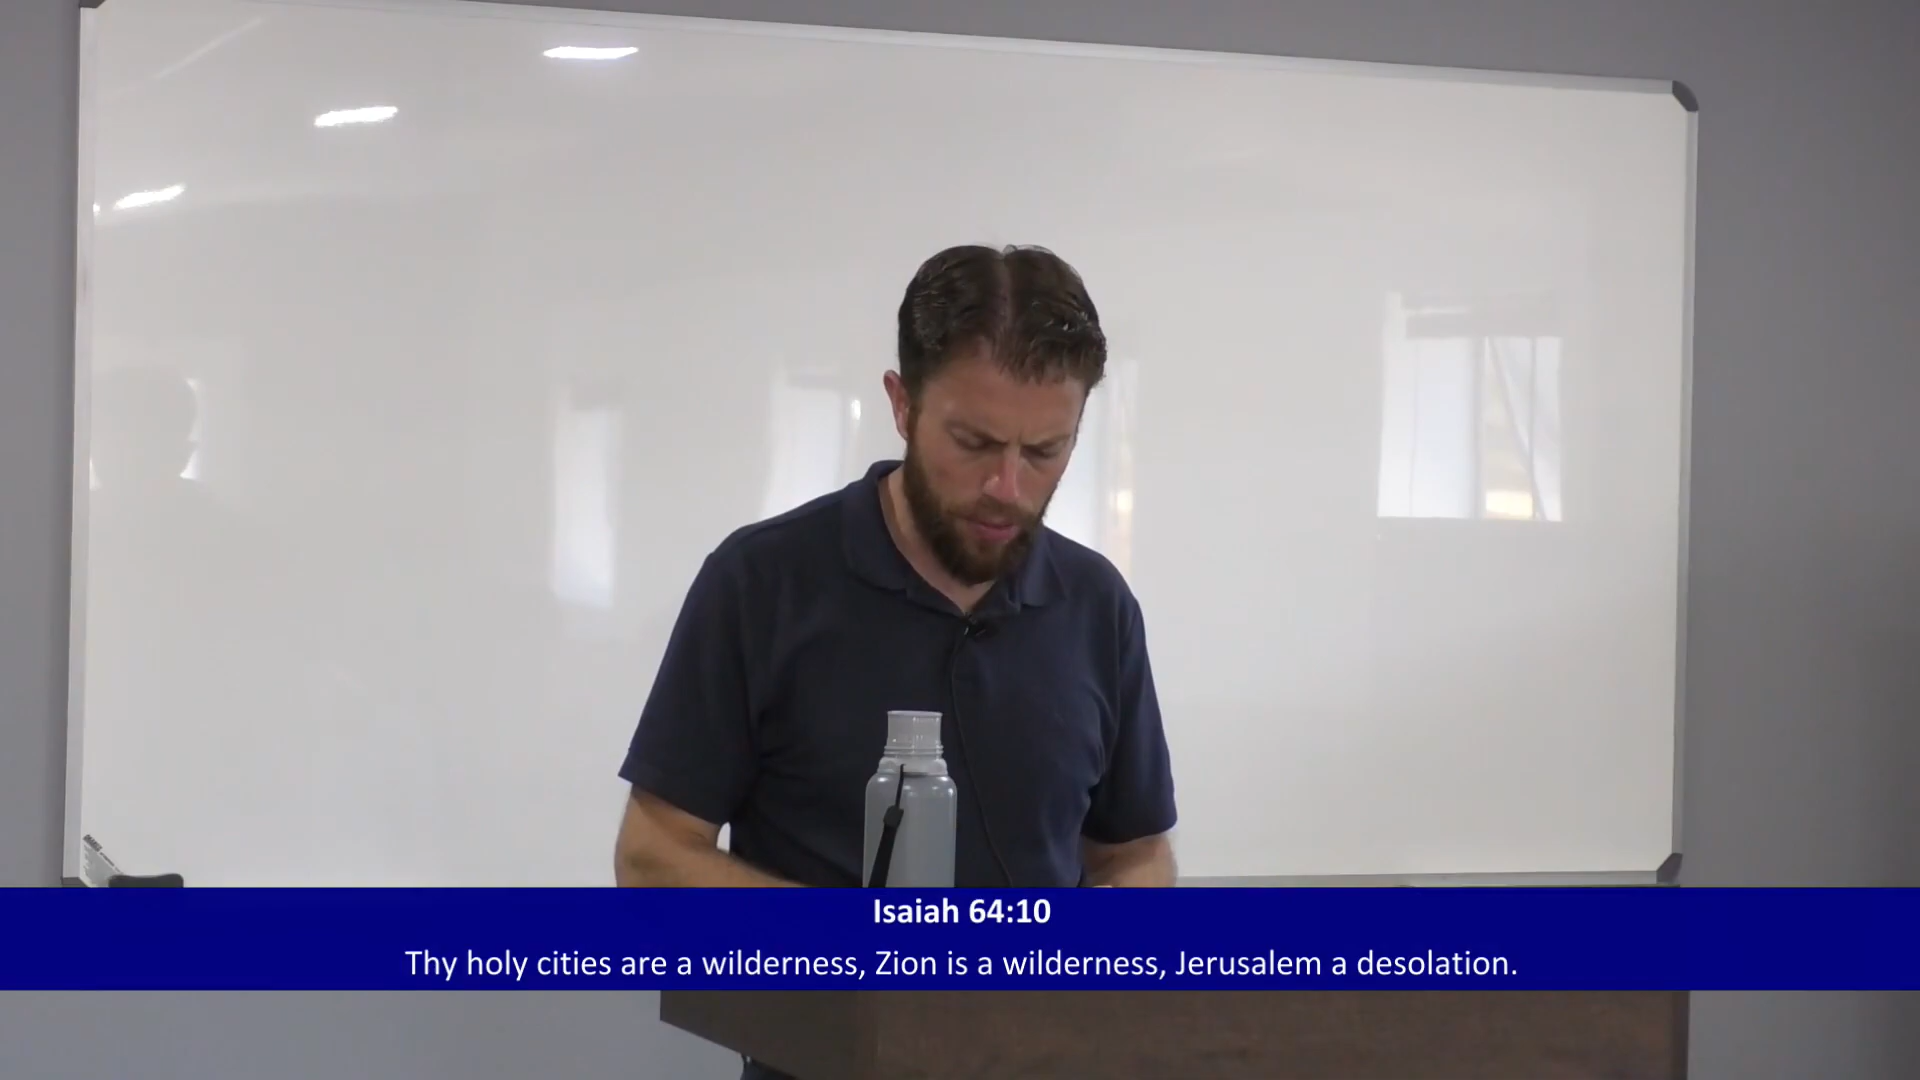 Isaiah 64:10
Thy holy cities are a wilderness, Zion is a wilderness, Jerusalem a desolation.